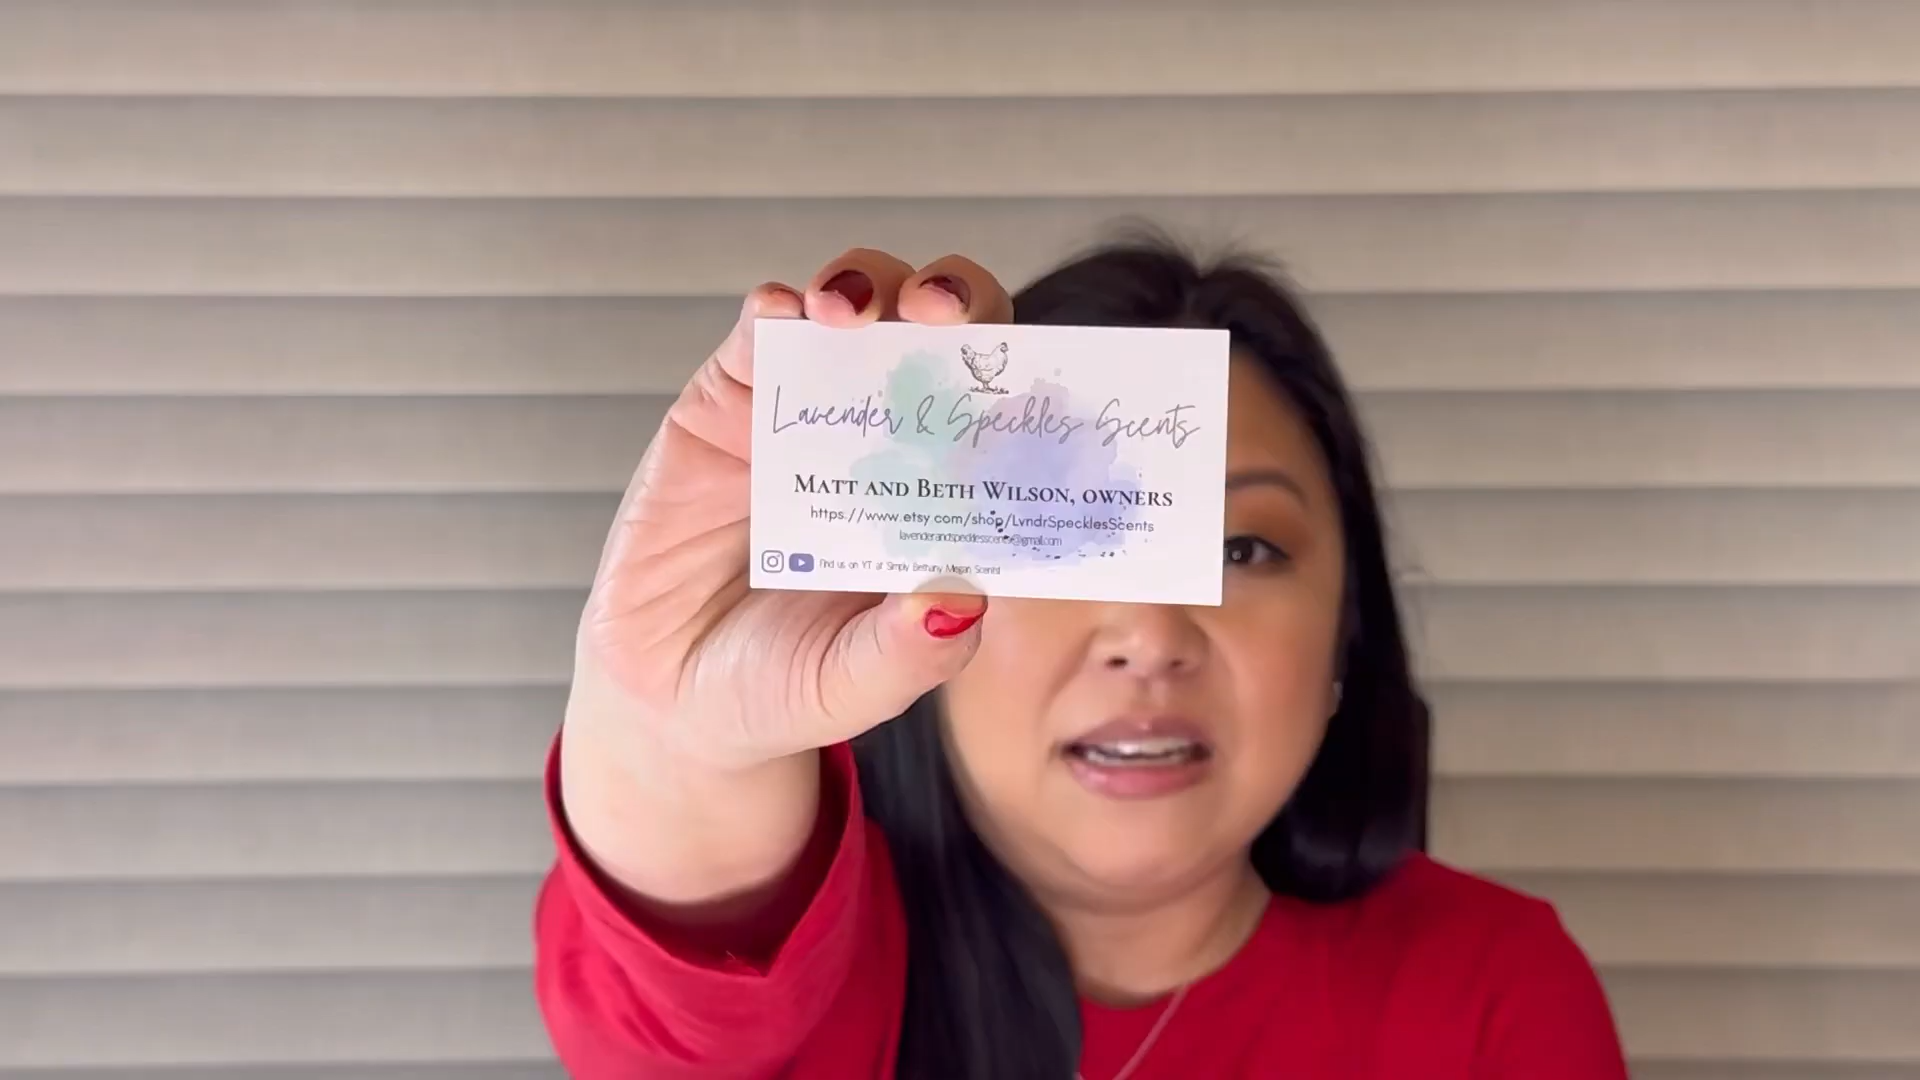 Lavender & Speckles Scents
Matt and Beth Wilson, owners
https://www.etsy.com/shop/LvndrSpecklesScents
lavenderandspecklesscents@gmail.com
Find us on YT at Simply Bethany Megan Scents!